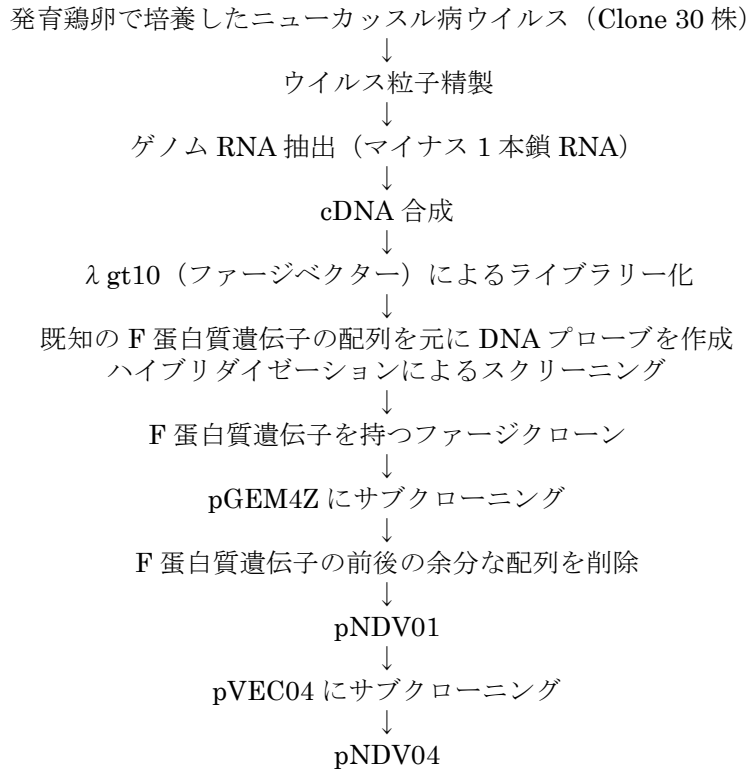 発育鶏卵で培養したニューカッスル病ウイルス（Clone 30 株）
↓
ウイルス粒子精製
↓
ゲノム RNA 抽出（マイナス 1 本鎖 RNA）
↓
cDNA 合成
↓
λ gt10（ファージベクター）によるライブラリー化
↓
既知の F 蛋白質遺伝子の配列を元に DNA プローブを作成
ハイブリダイゼーションによるスクリーニング
↓
F 蛋白質遺伝子を持つファージクローン
↓
pGEM4Z にサブクローニング
↓
F 蛋白質遺伝子の前後の余分な配列を削除
↓
pNDV01
↓
pVEC04 にサブクローニング
↓
pNDV04